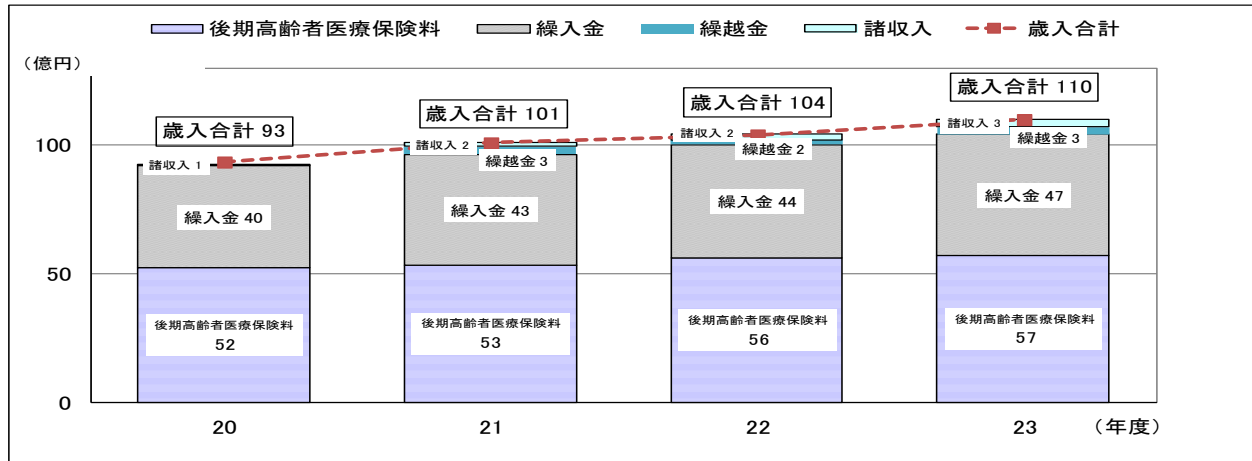 後期高齢者医療保険料 繰入金 繰越金 諸収入 歳入合計
（億円）
歳入合計 93
歳入合計 101
歳入合計 104
歳入合計 110
100
50
0
諸収入 1
繰入金 40
後期高齢者医療保険料
52
諸収入 2
繰越金 3
繰入金 43
後期高齢者医療保険料
53
諸収入 2
繰越金 2
繰入金 44
後期高齢者医療保険料
56
諸収入 3
繰越金 3
繰入金 47
後期高齢者医療保険料
57
20 21 22 23 （年度）